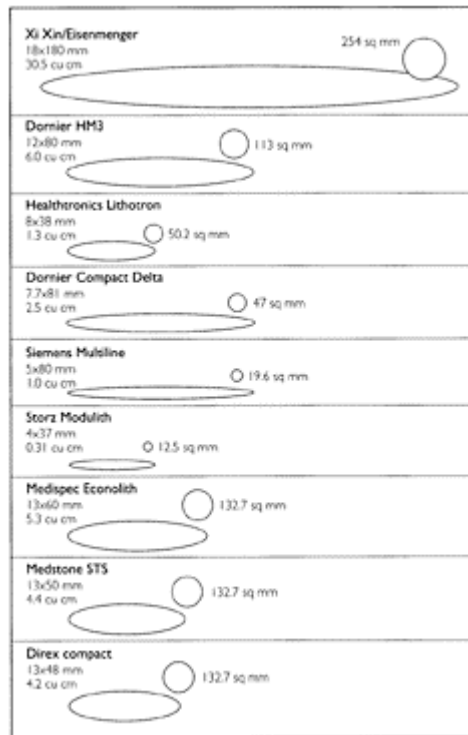 Xi Xin/Eisenmenger
18x180 mm
30.5 cu cm
254 sq mm
Dornier HM3
12x80 mm
6.0 cu cm
113 sq mm
Healthtronics Lithotron
8x38 mm
1.3 cu cm
50.2 sq mm
Dornier Compact Delta
7.7x81 mm
2.5 cu cm
47 sq mm
Siemens Multiline
5x80 mm
1.0 cu cm
19.6 sq mm
Storz Modulith
4x37 mm
0.31 cu cm
12.5 sq mm
Medispec Econolith
13x60 mm
5.3 cu cm
132.7 sq mm
Medstone STS
13x50 mm
4.4 cu cm
132.7 sq mm
Direx compact
13x48 mm
4.2 cu cm
132.7 sq mm